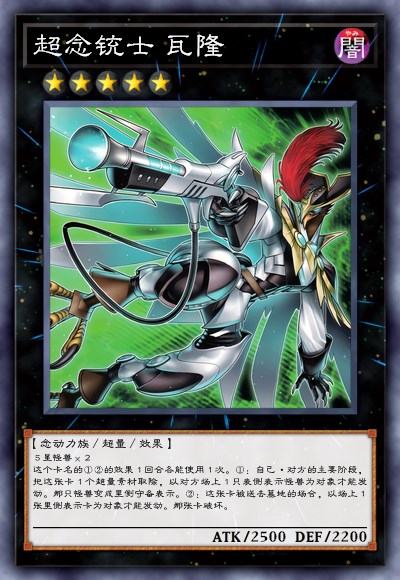 超念铳士 瓦隆
やみ
闇
【念动力族／超量／效果】
５星怪兽×２
这个卡名的①②的效果１回合各能使用１次。①：自己·对方的主要阶段，
把这张卡１个超量素材取除，以对方场上１只表侧表示怪兽为对象才能发
动。那只怪兽变成里侧守备表示。②：这张卡被送去墓地的场合，以场上１
张里侧表示卡为对象才能发动。那张卡破坏。
ATK/2500 DEF/2200